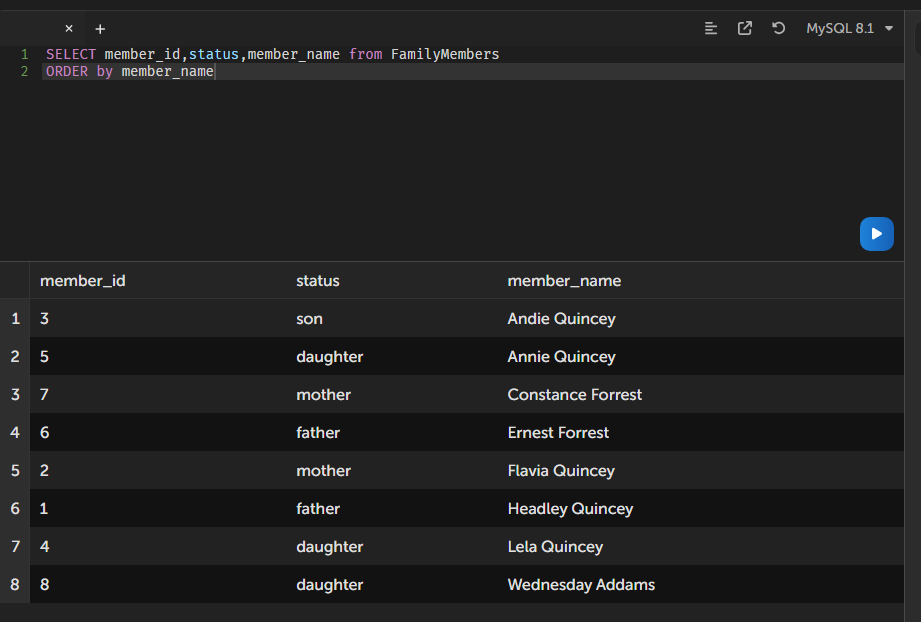 × +
MySQL 8.1
1 SELECT member_id,status,member_name from FamilyMembers
2 ORDER by member_name
member_id status member_name
1 3 son Andie Quincey
2 5 daughter Annie Quincey
3 7 mother Constance Forrest
4 6 father Ernest Forrest
5 2 mother Flavia Quincey
6 1 father Headley Quincey
7 4 daughter Lela Quincey
8 8 daughter Wednesday Addams